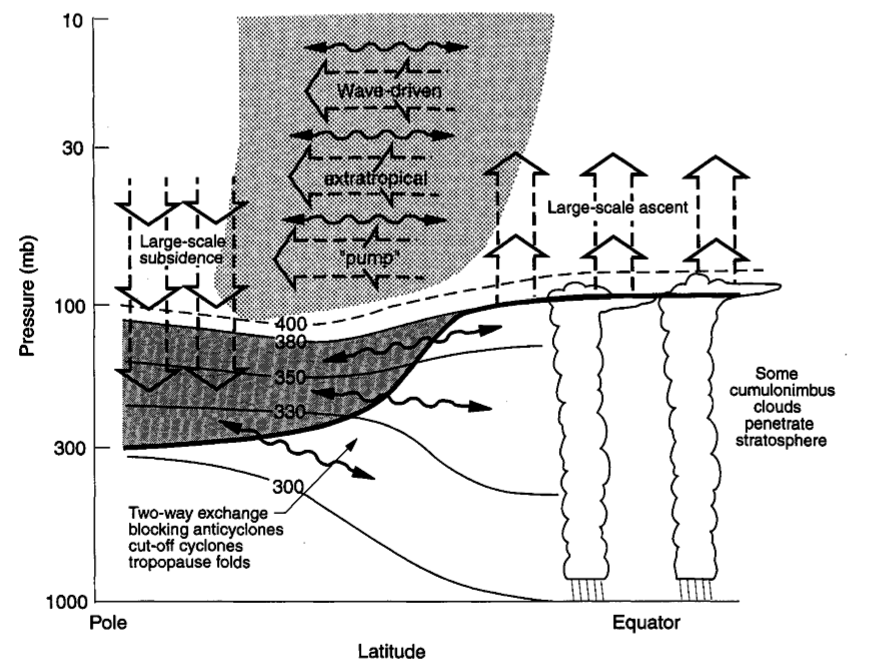 10
30
100
300
1000
Pressure (mb)
Wave-driven
extratropical
"pump"
Large-scale
subsidence
Large-scale ascent
400
380
350
330
300
Some
cumulonimbus
clouds
penetrate
stratosphere
Two-way exchange
blocking anticyclones
cut-off cyclones
tropopause folds
Pole
Equator
Latitude